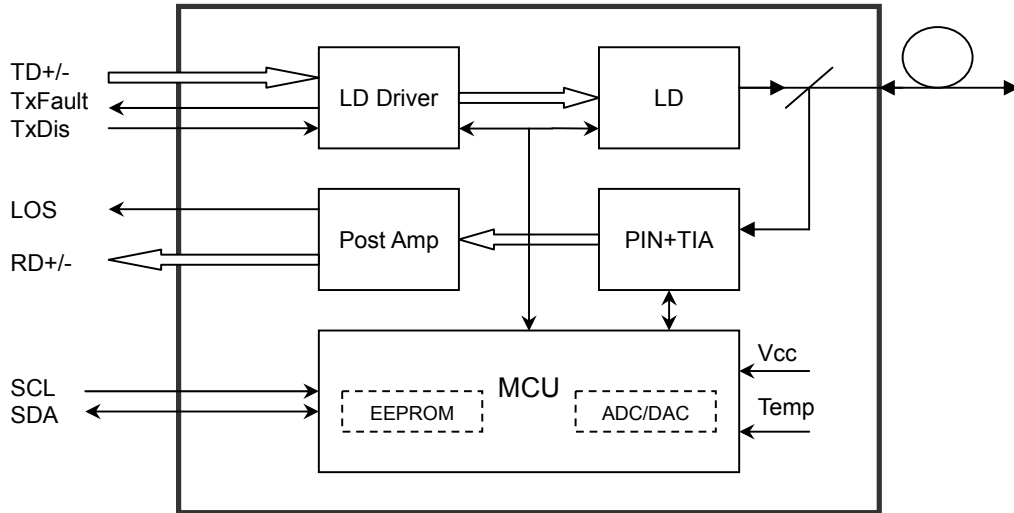 TD+/-
TxFault
TxDis
LD Driver
LD
LOS
RD+/-
Post Amp
PIN+TIA
SCL
SDA
MCU
EEPROM
ADC/DAC
Vcc
Temp